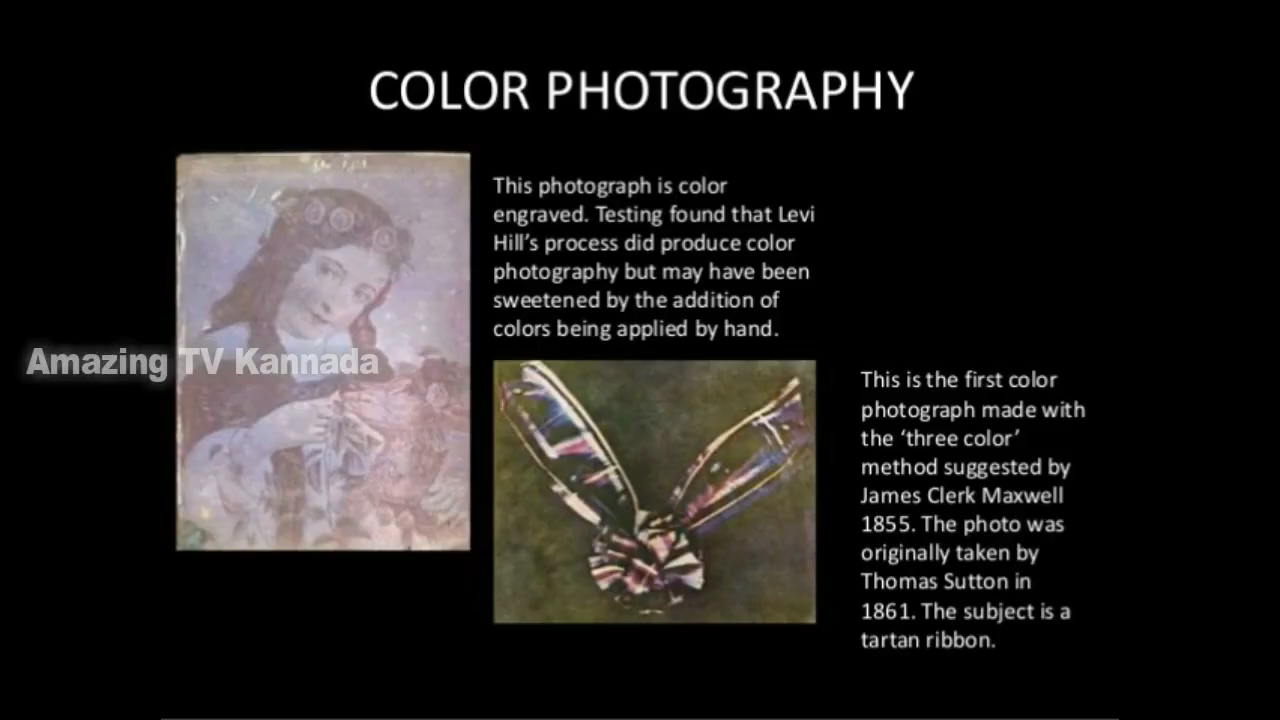 COLOR PHOTOGRAPHY
This photograph is color
engraved. Testing found that Levi
Hill’s process did produce color
photography but may have been
sweetened by the addition of
colors being applied by hand.
Amazing TV Kannada
This is the first color
photograph made with
the ‘three color’
method suggested by
James Clerk Maxwell
1855. The photo was
originally taken by
Thomas Sutton in
1861. The subject is a
tartan ribbon.